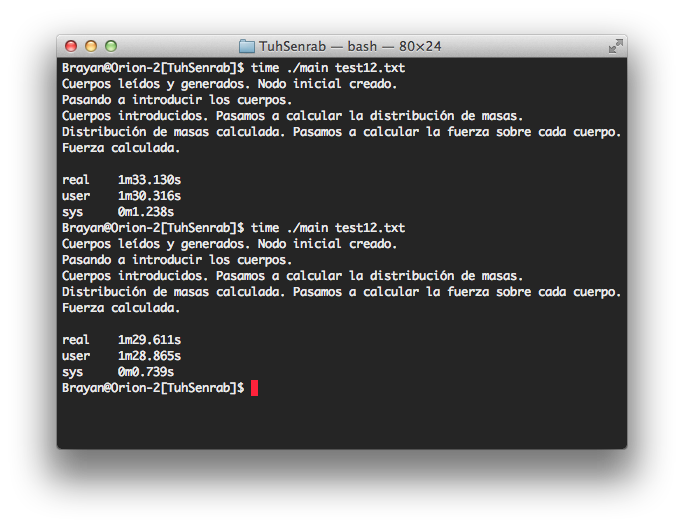 TuhSenrab — bash — 80×24
Brayan@Orion-2[TuhSenrab]$ time ./main test12.txt
Cuerpos leídos y generados. Nodo inicial creado.
Pasando a introducir los cuerpos.
Cuerpos introducidos. Pasamos a calcular la distribución de masas.
Distribución de masas calculada. Pasamos a calcular la fuerza sobre cada cuerpo.
Fuerza calculada.
real 1m33.130s
user 1m30.316s
sys 0m1.238s
Brayan@Orion-2[TuhSenrab]$ time ./main test12.txt
Cuerpos leídos y generados. Nodo inicial creado.
Pasando a introducir los cuerpos.
Cuerpos introducidos. Pasamos a calcular la distribución de masas.
Distribución de masas calculada. Pasamos a calcular la fuerza sobre cada cuerpo.
Fuerza calculada.
real 1m29.611s
user 1m28.865s
sys 0m0.739s
Brayan@Orion-2[TuhSenrab]$